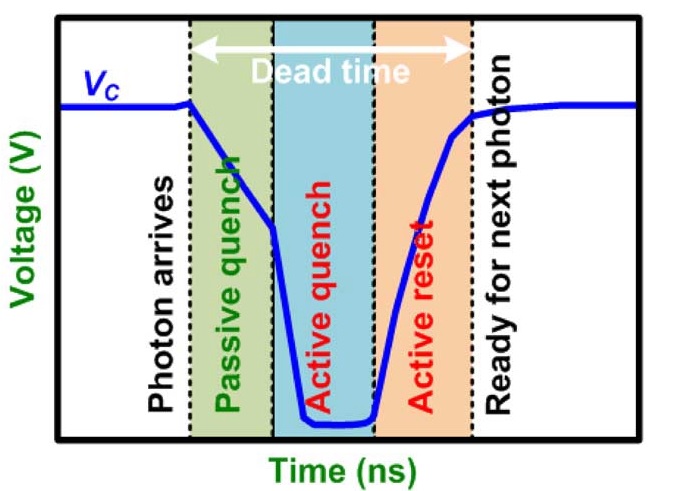 Dead time
V_C
Voltage (V)
Photon arrives
Passive quench
Active quench
Active reset
Ready for next photon
Time (ns)